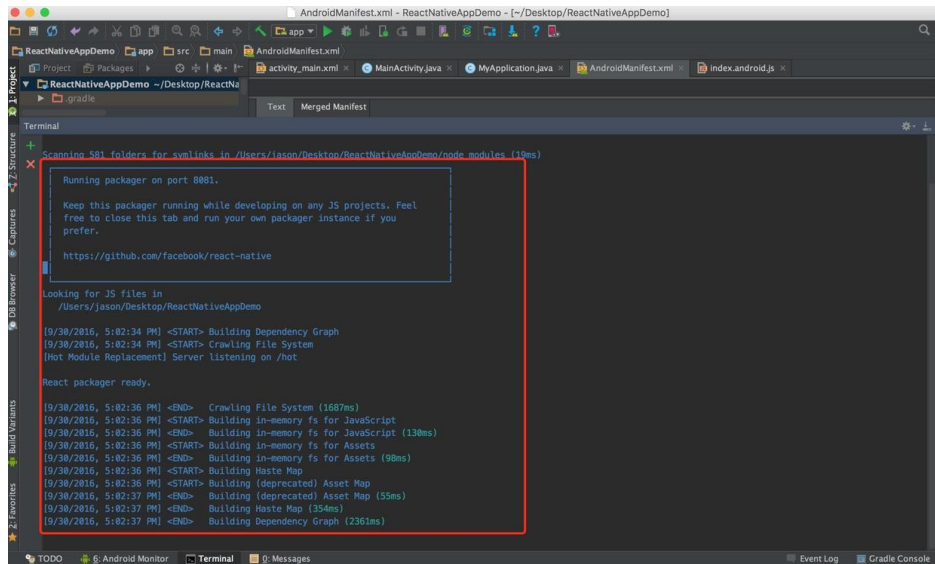 AndroidManifest.xml - ReactNativeAppDemo - [~/Desktop/ReactNativeAppDemo]
app
ReactNativeAppDemo app src main AndroidManifest.xml
1: Project
Project Packages activity_main.xml MainActivity.java MyApplication.java AndroidManifest.xml index.android.js
ReactNativeAppDemo ~/Desktop/ReactNa
.gradle
Text Merged Manifest
Terminal
Scanning 581 folders for symlinks in /Users/jason/Desktop/ReactNativeAppDemo/node_modules (19ms)
Running packager on port 8081.
Keep this packager running while developing on any JS projects. Feel
free to close this tab and run your own packager instance if you
prefer.
https://github.com/facebook/react-native
Looking for JS files in
/Users/jason/Desktop/ReactNativeAppDemo
[9/30/2016, 5:02:34 PM] <START> Building Dependency Graph
[9/30/2016, 5:02:34 PM] <START> Crawling File System
[Hot Module Replacement] Server listening on /hot
React packager ready.
[9/30/2016, 5:02:36 PM] <END> Crawling File System (1687ms)
[9/30/2016, 5:02:36 PM] <START> Building in-memory fs for JavaScript
[9/30/2016, 5:02:36 PM] <END> Building in-memory fs for JavaScript (130ms)
[9/30/2016, 5:02:36 PM] <START> Building in-memory fs for Assets
[9/30/2016, 5:02:36 PM] <END> Building in-memory fs for Assets (98ms)
[9/30/2016, 5:02:36 PM] <START> Building Haste Map
[9/30/2016, 5:02:36 PM] <START> Building (deprecated) Asset Map
[9/30/2016, 5:02:37 PM] <END> Building (deprecated) Asset Map (55ms)
[9/30/2016, 5:02:37 PM] <END> Building Haste Map (354ms)
[9/30/2016, 5:02:37 PM] <END> Building Dependency Graph (2361ms)
Z: Structure
Captures
DB Browser
Build Variants
2: Favorites
TODO 6: Android Monitor Terminal 0: Messages Event Log Gradle Console